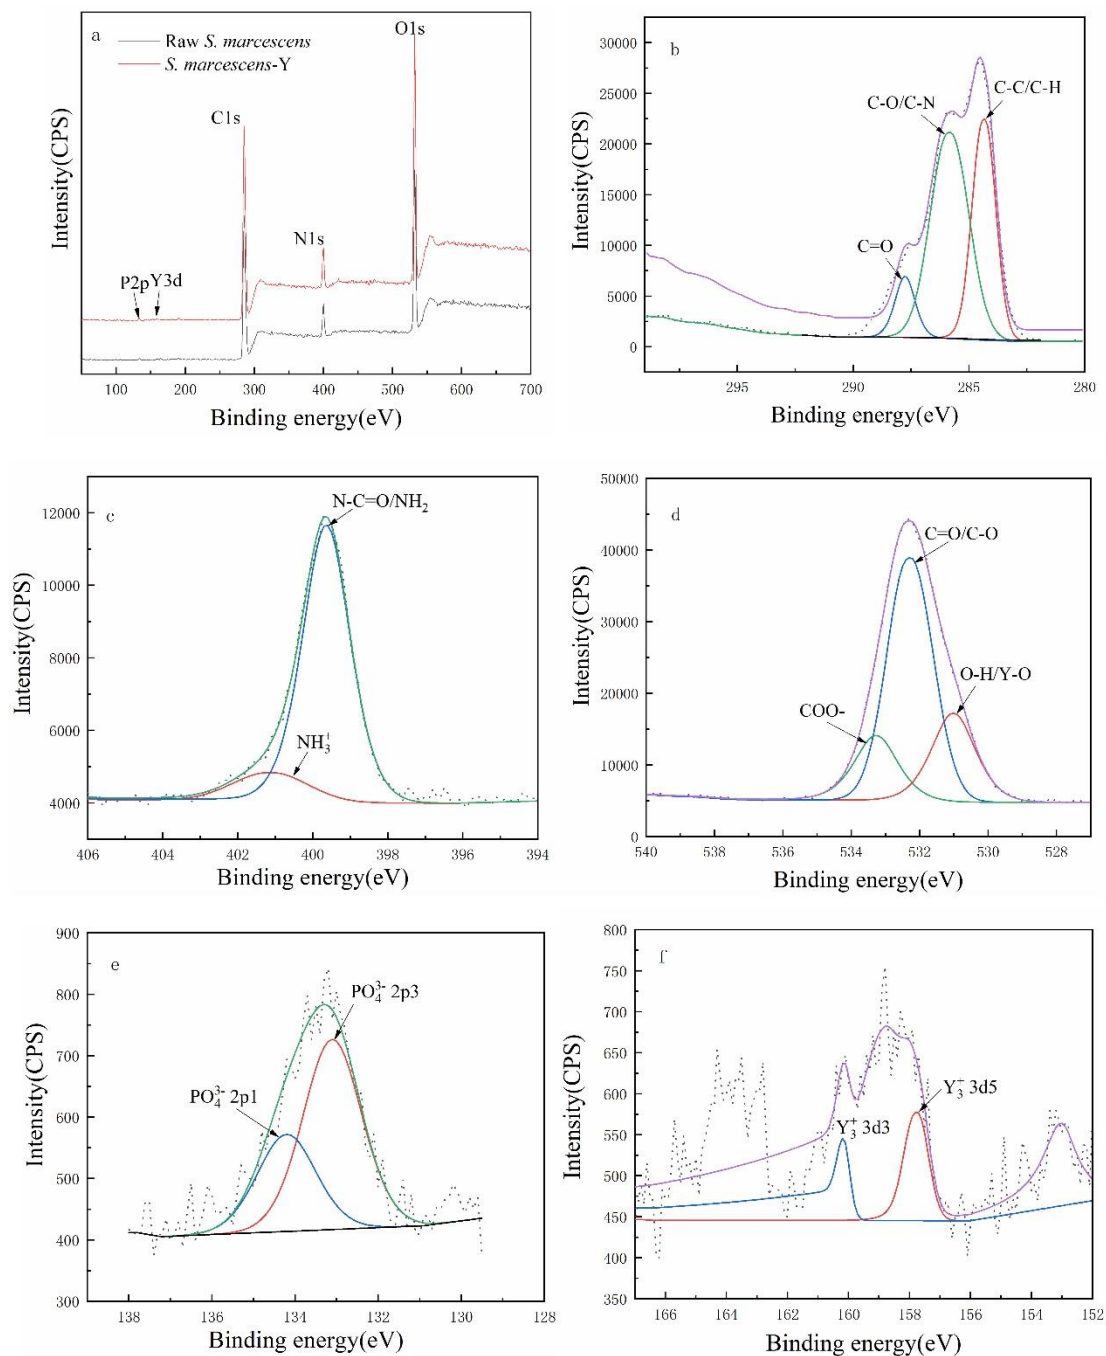 a
Raw S. marcescens
S. marcescens-Y
O1s
C1s
N1s
P2p Y3d
Intensity(CPS)
100 200 300 400 500 600 700
Binding energy(eV)
b
30000
25000
20000
15000
10000
5000
0
C-O/C-N
C-C/C-H
C=O
Intensity(CPS)
295 290 285 280
Binding energy(eV)
c
12000
10000
8000
6000
4000
N-C=O/NH₂
NH₃⁺
Intensity(CPS)
406 404 402 400 398 396 394
Binding energy(eV)
d
50000
40000
30000
20000
10000
0
C=O/C-O
O-H/Y-O
COO-
Intensity(CPS)
540 538 536 534 532 530 528
Binding energy(eV)
e
900
800
700
600
500
400
300
PO₄³⁻ 2p3
PO₄³⁻ 2p1
Intensity(CPS)
138 135 133 132 130 128
Binding energy(eV)
f
800
750
700
650
600
550
500
450
400
350
Y₃⁺ 3d5
Y₃⁺ 3d3
Intensity(CPS)
166 164 162 160 158 156 154 152
Binding energy(eV)